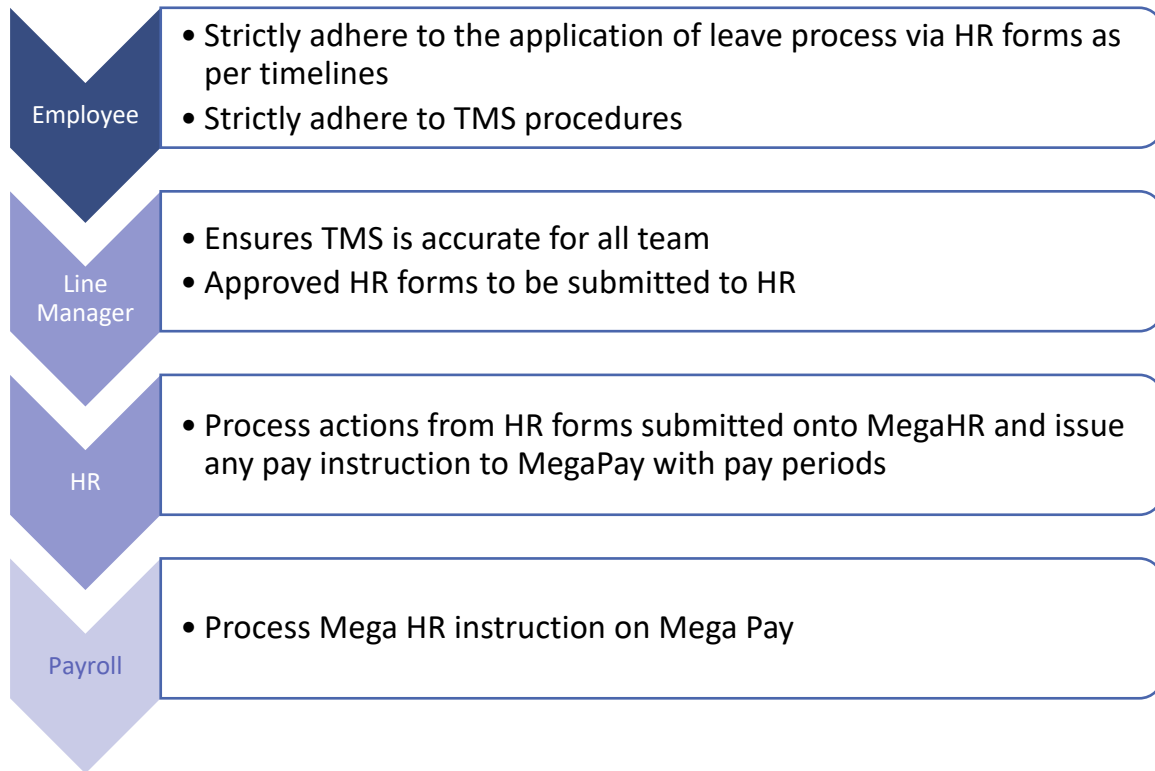 Employee
• Strictly adhere to the application of leave process via HR forms as
per timelines
• Strictly adhere to TMS procedures
Line
Manager
• Ensures TMS is accurate for all team
• Approved HR forms to be submitted to HR
HR
• Process actions from HR forms submitted onto MegaHR and issue
any pay instruction to MegaPay with pay periods
Payroll
• Process Mega HR instruction on Mega Pay